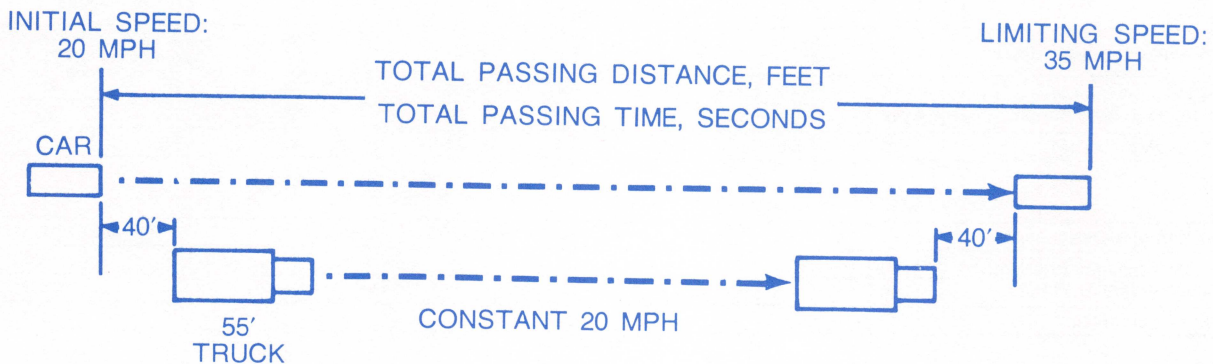 INITIAL SPEED:
20 MPH
LIMITING SPEED:
35 MPH
TOTAL PASSING DISTANCE, FEET
TOTAL PASSING TIME, SECONDS
CAR
40′
40′
CONSTANT 20 MPH
55′
TRUCK